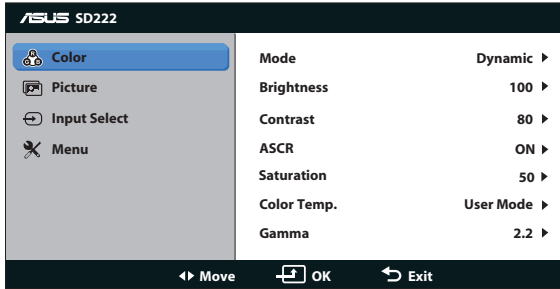 ASUS SD222
Color
Picture
Input Select
Menu
Mode Dynamic
Brightness 100
Contrast 80
ASCR ON
Saturation 50
Color Temp. User Mode
Gamma 2.2
Move OK Exit